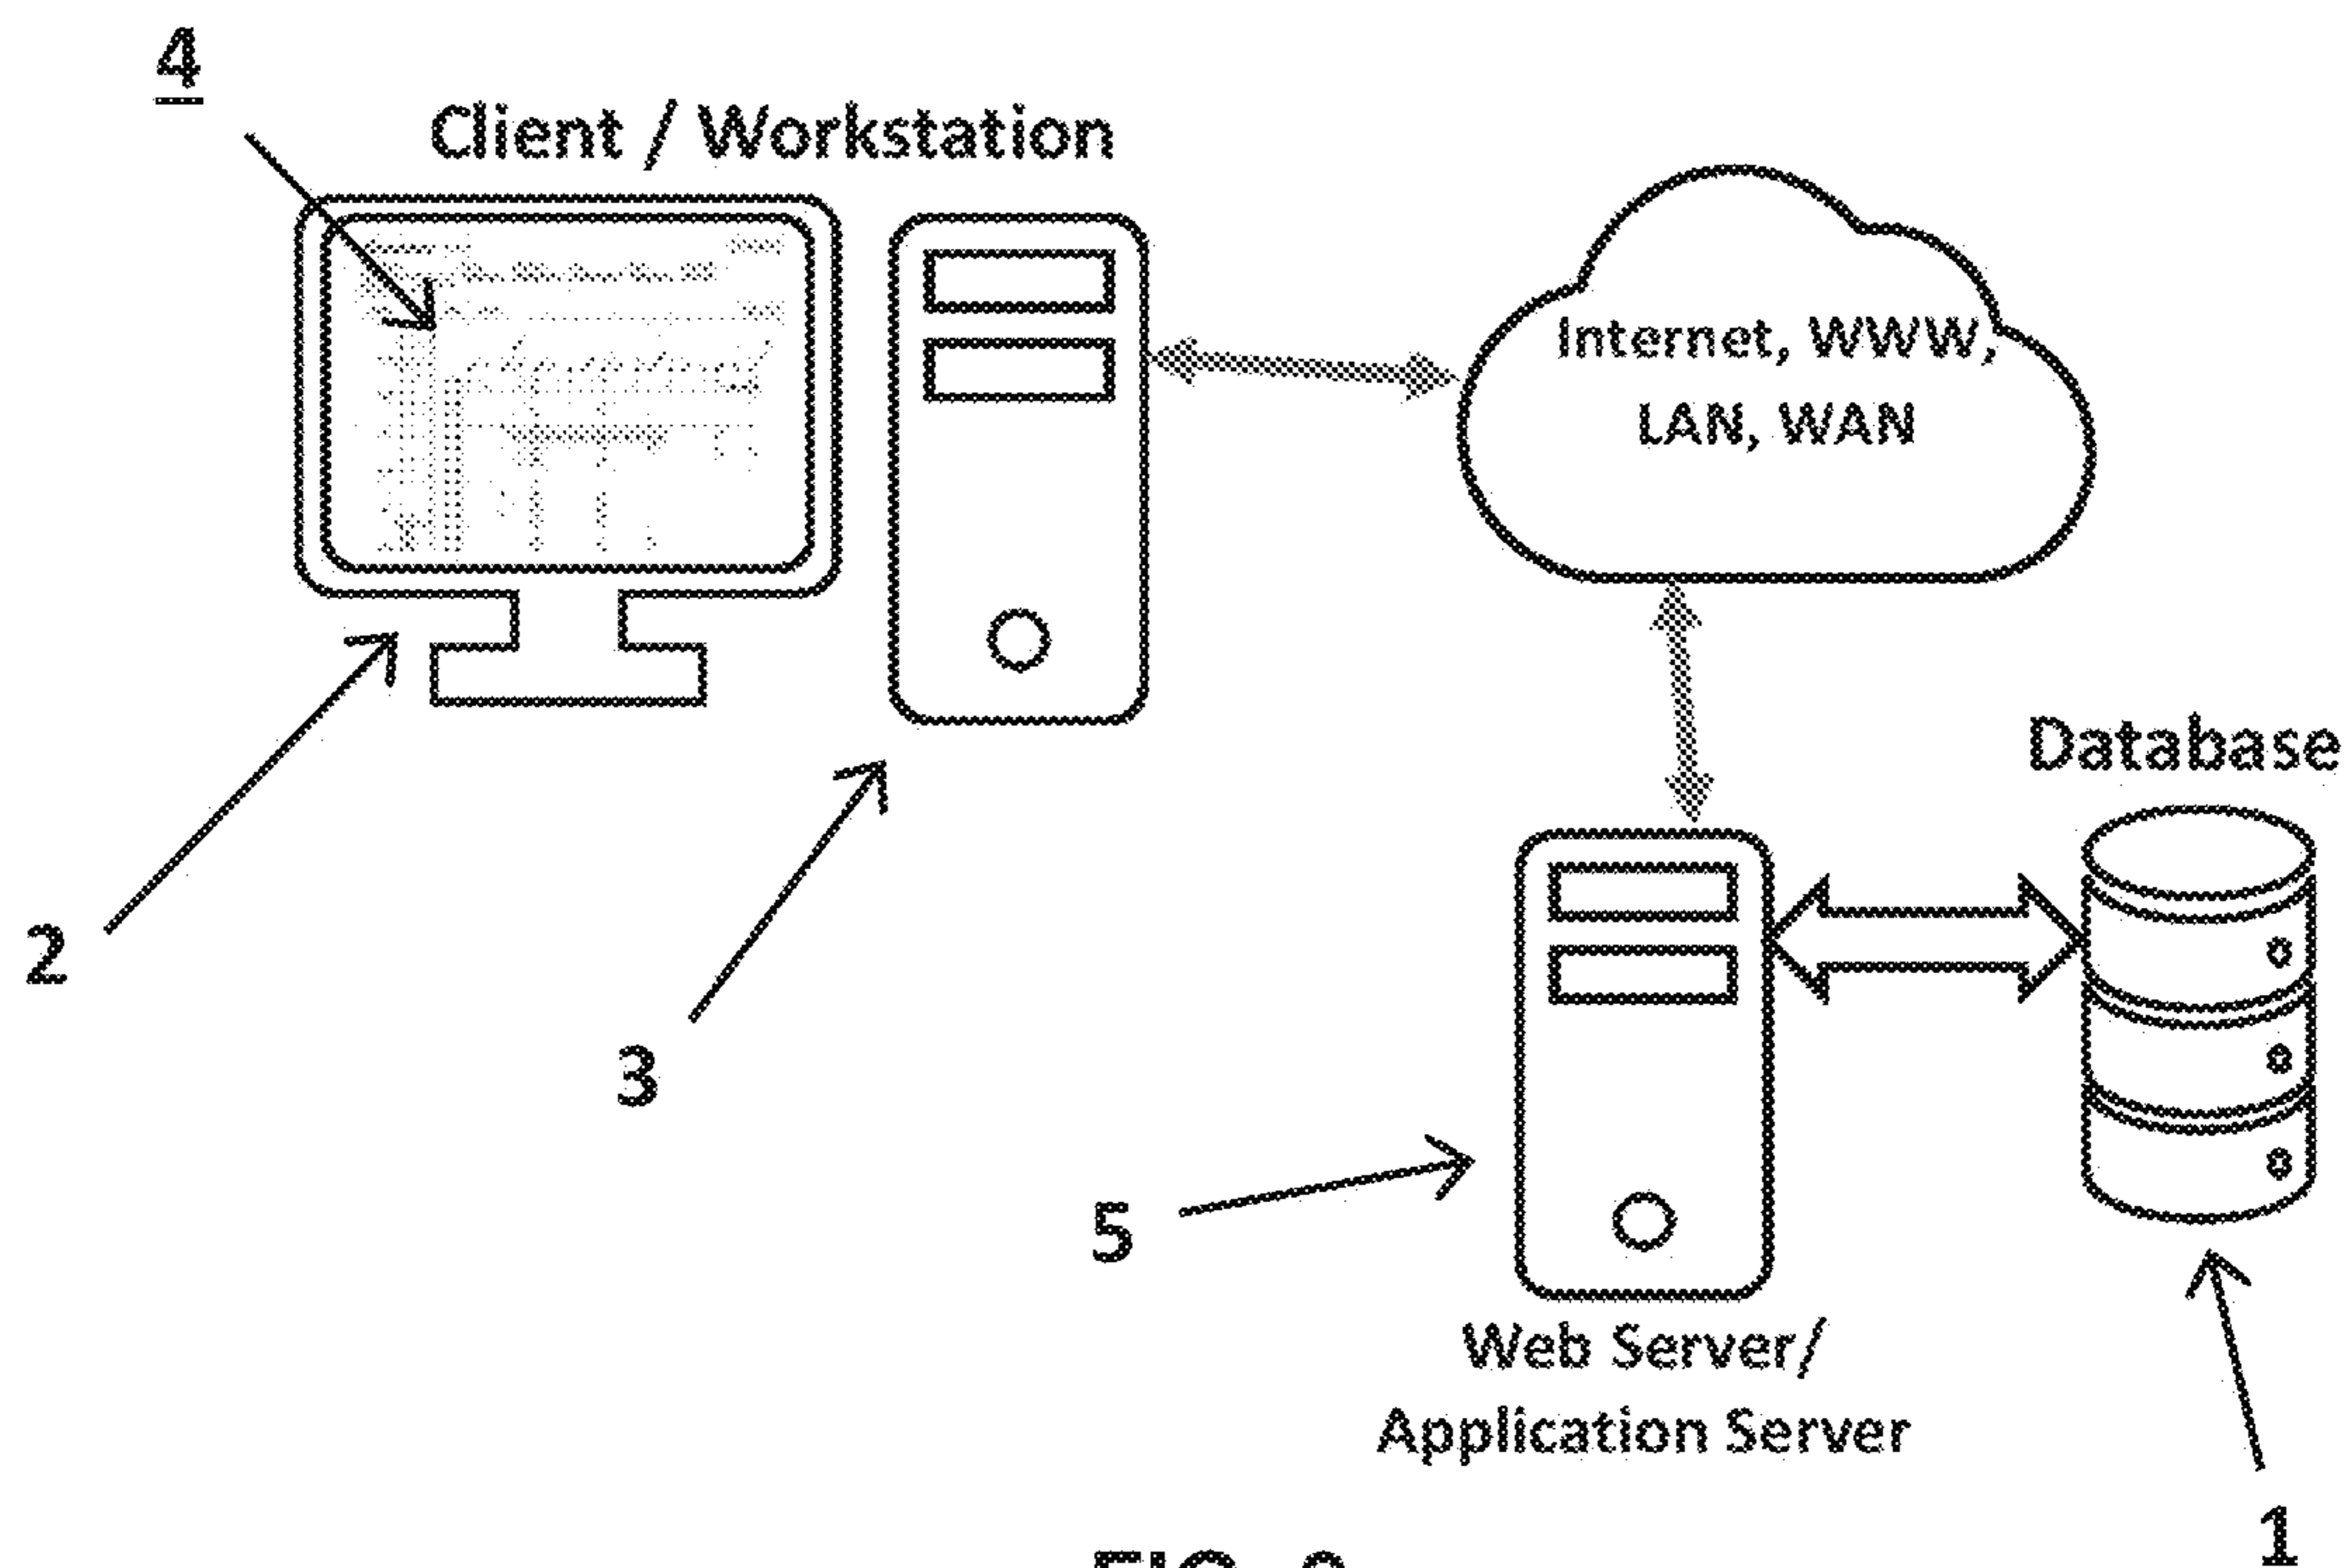 4
Client / Workstation
Internet, WWW,
LAN, WAN
Database
2
3
5
Web Server/
Application Server
1